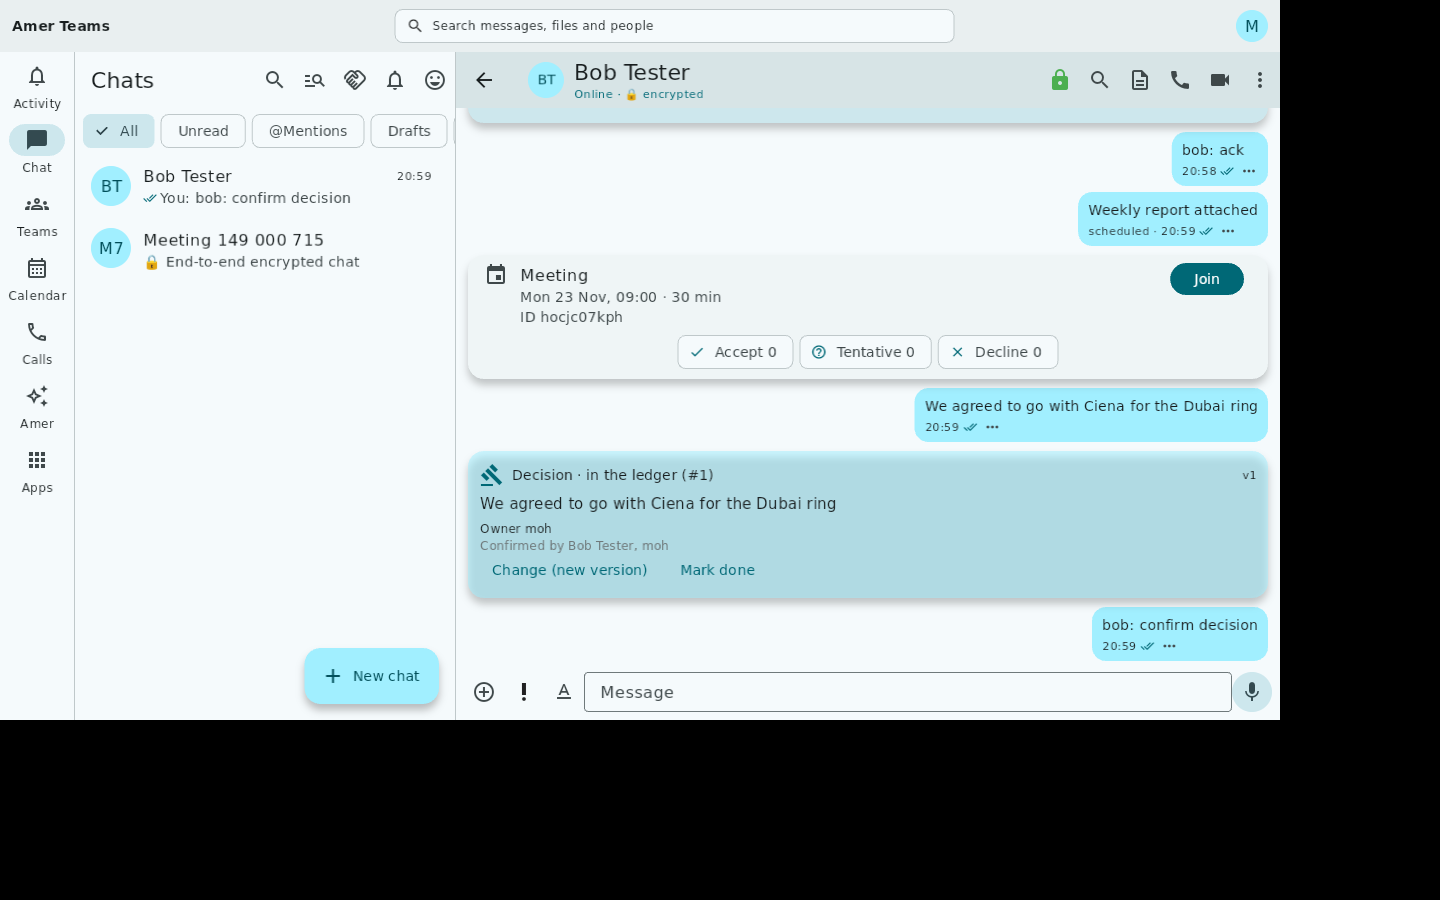 Amer Teams
Search messages, files and people
M
Activity
Chat
Teams
Calendar
Calls
Amer
Apps
Chats
All
Unread
@Mentions
Drafts
BT
Bob Tester
20:59
You: bob: confirm decision
M7
Meeting 149 000 715
🔒 End-to-end encrypted chat
New chat
BT
Bob Tester
Online · 🔒 encrypted
bob: ack
20:58
Weekly report attached
scheduled · 20:59
Meeting
Mon 23 Nov, 09:00 · 30 min
ID hocjc07kph
Join
Accept 0
Tentative 0
Decline 0
We agreed to go with Ciena for the Dubai ring
20:59
Decision · in the ledger (#1)
v1
We agreed to go with Ciena for the Dubai ring
Owner moh
Confirmed by Bob Tester, moh
Change (new version)
Mark done
bob: confirm decision
20:59
Message